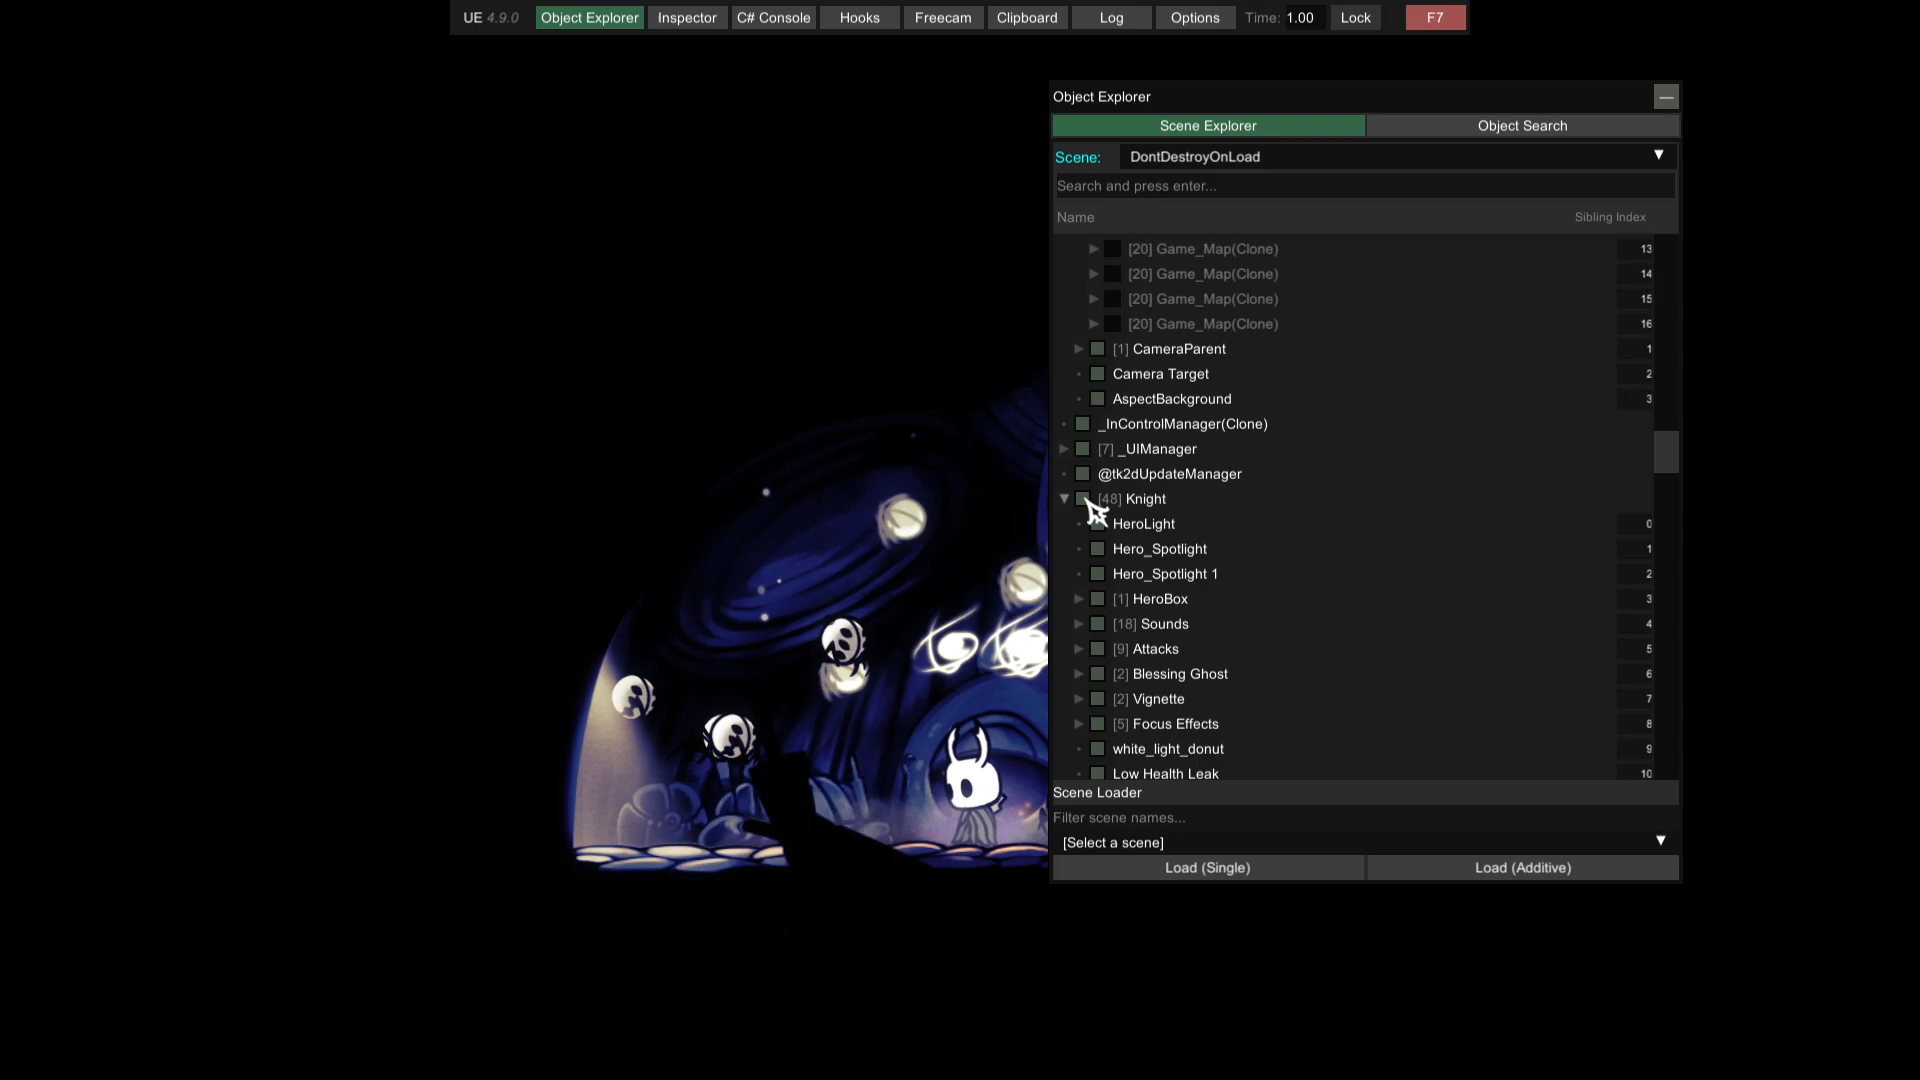 UE 4.9.0 Object Explorer Inspector C# Console Hooks Freecam Clipboard Log Options Time: 1.00 Lock F7
Object Explorer
Scene Explorer Object Search
Scene: DontDestroyOnLoad
Search and press enter...
Name Sibling Index
[20] Game_Map(Clone) 13
[20] Game_Map(Clone) 14
[20] Game_Map(Clone) 15
[20] Game_Map(Clone) 16
[1] CameraParent 1
Camera Target 2
AspectBackground 3
_InControlManager(Clone)
[7] _UIManager
@tk2dUpdateManager
[48] Knight
HeroLight 0
Hero_Spotlight 1
Hero_Spotlight 1 2
[1] HeroBox 3
[18] Sounds 4
[9] Attacks 5
[2] Blessing Ghost 6
[2] Vignette 7
[5] Focus Effects 8
white_light_donut 9
Low Health Leak 10
Scene Loader
Filter scene names...
[Select a scene]
Load (Single) Load (Additive)